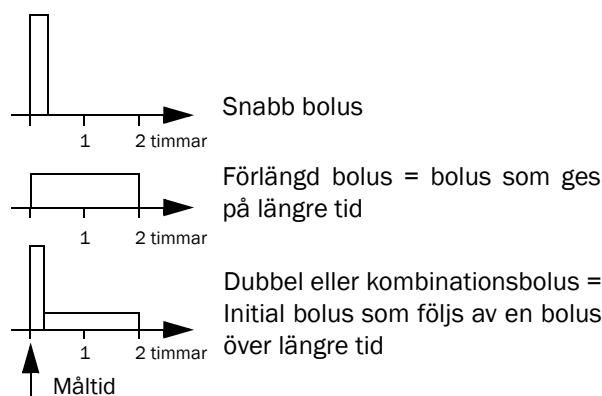 Snabb bolus
1 2 timmar
Förlängd bolus = bolus som ges
på längre tid
1 2 timmar
Dubbel eller kombinationsbolus =
Initial bolus som följs av en bolus
över längre tid
1 2 timmar
Måltid